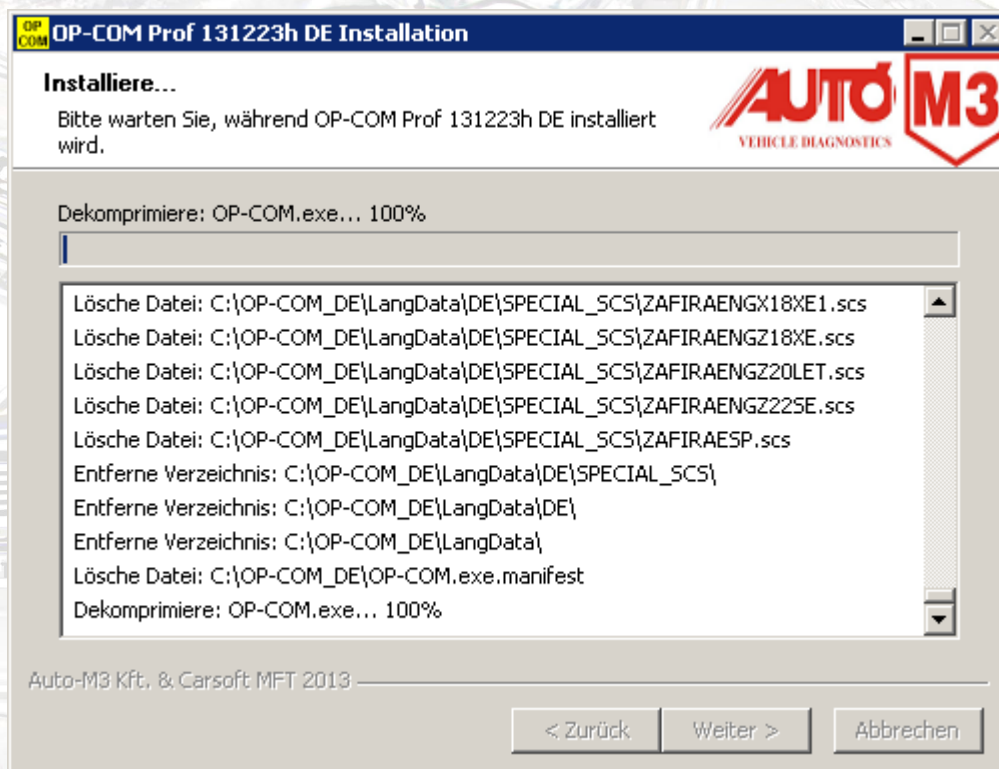 OP
COM
OP-COM Prof 131223h DE Installation
Installiere...
Bitte warten Sie, während OP-COM Prof 131223h DE installiert
wird.
AUTÓ M3
VEHICLE DIAGNOSTICS
Dekomprimiere: OP-COM.exe... 100%
Lösche Datei: C:\OP-COM_DE\LangData\DE\SPECIAL_SCS\ZAFIRAENGX18XE1.scs
Lösche Datei: C:\OP-COM_DE\LangData\DE\SPECIAL_SCS\ZAFIRAENGZ18XE.scs
Lösche Datei: C:\OP-COM_DE\LangData\DE\SPECIAL_SCS\ZAFIRAENGZ20LET.scs
Lösche Datei: C:\OP-COM_DE\LangData\DE\SPECIAL_SCS\ZAFIRAENGZ22SE.scs
Lösche Datei: C:\OP-COM_DE\LangData\DE\SPECIAL_SCS\ZAFIRAESP.scs
Entferne Verzeichnis: C:\OP-COM_DE\LangData\DE\SPECIAL_SCS\
Entferne Verzeichnis: C:\OP-COM_DE\LangData\DE\
Entferne Verzeichnis: C:\OP-COM_DE\LangData\
Lösche Datei: C:\OP-COM_DE\OP-COM.exe.manifest
Dekomprimiere: OP-COM.exe... 100%
Auto-M3 Kft. & Carsoft MFT 2013
< Zurück
Weiter >
Abbrechen